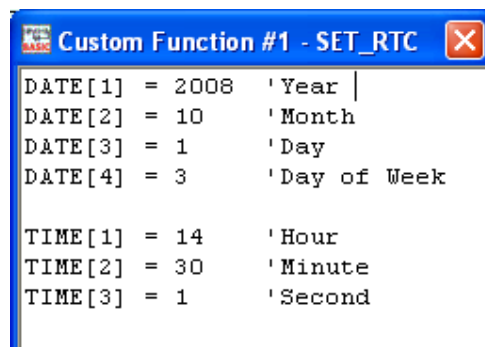 BASIC Custom Function #1 - SET_RTC
DATE[1] = 2008 'Year
DATE[2] = 10 'Month
DATE[3] = 1 'Day
DATE[4] = 3 'Day of Week
TIME[1] = 14 'Hour
TIME[2] = 30 'Minute
TIME[3] = 1 'Second